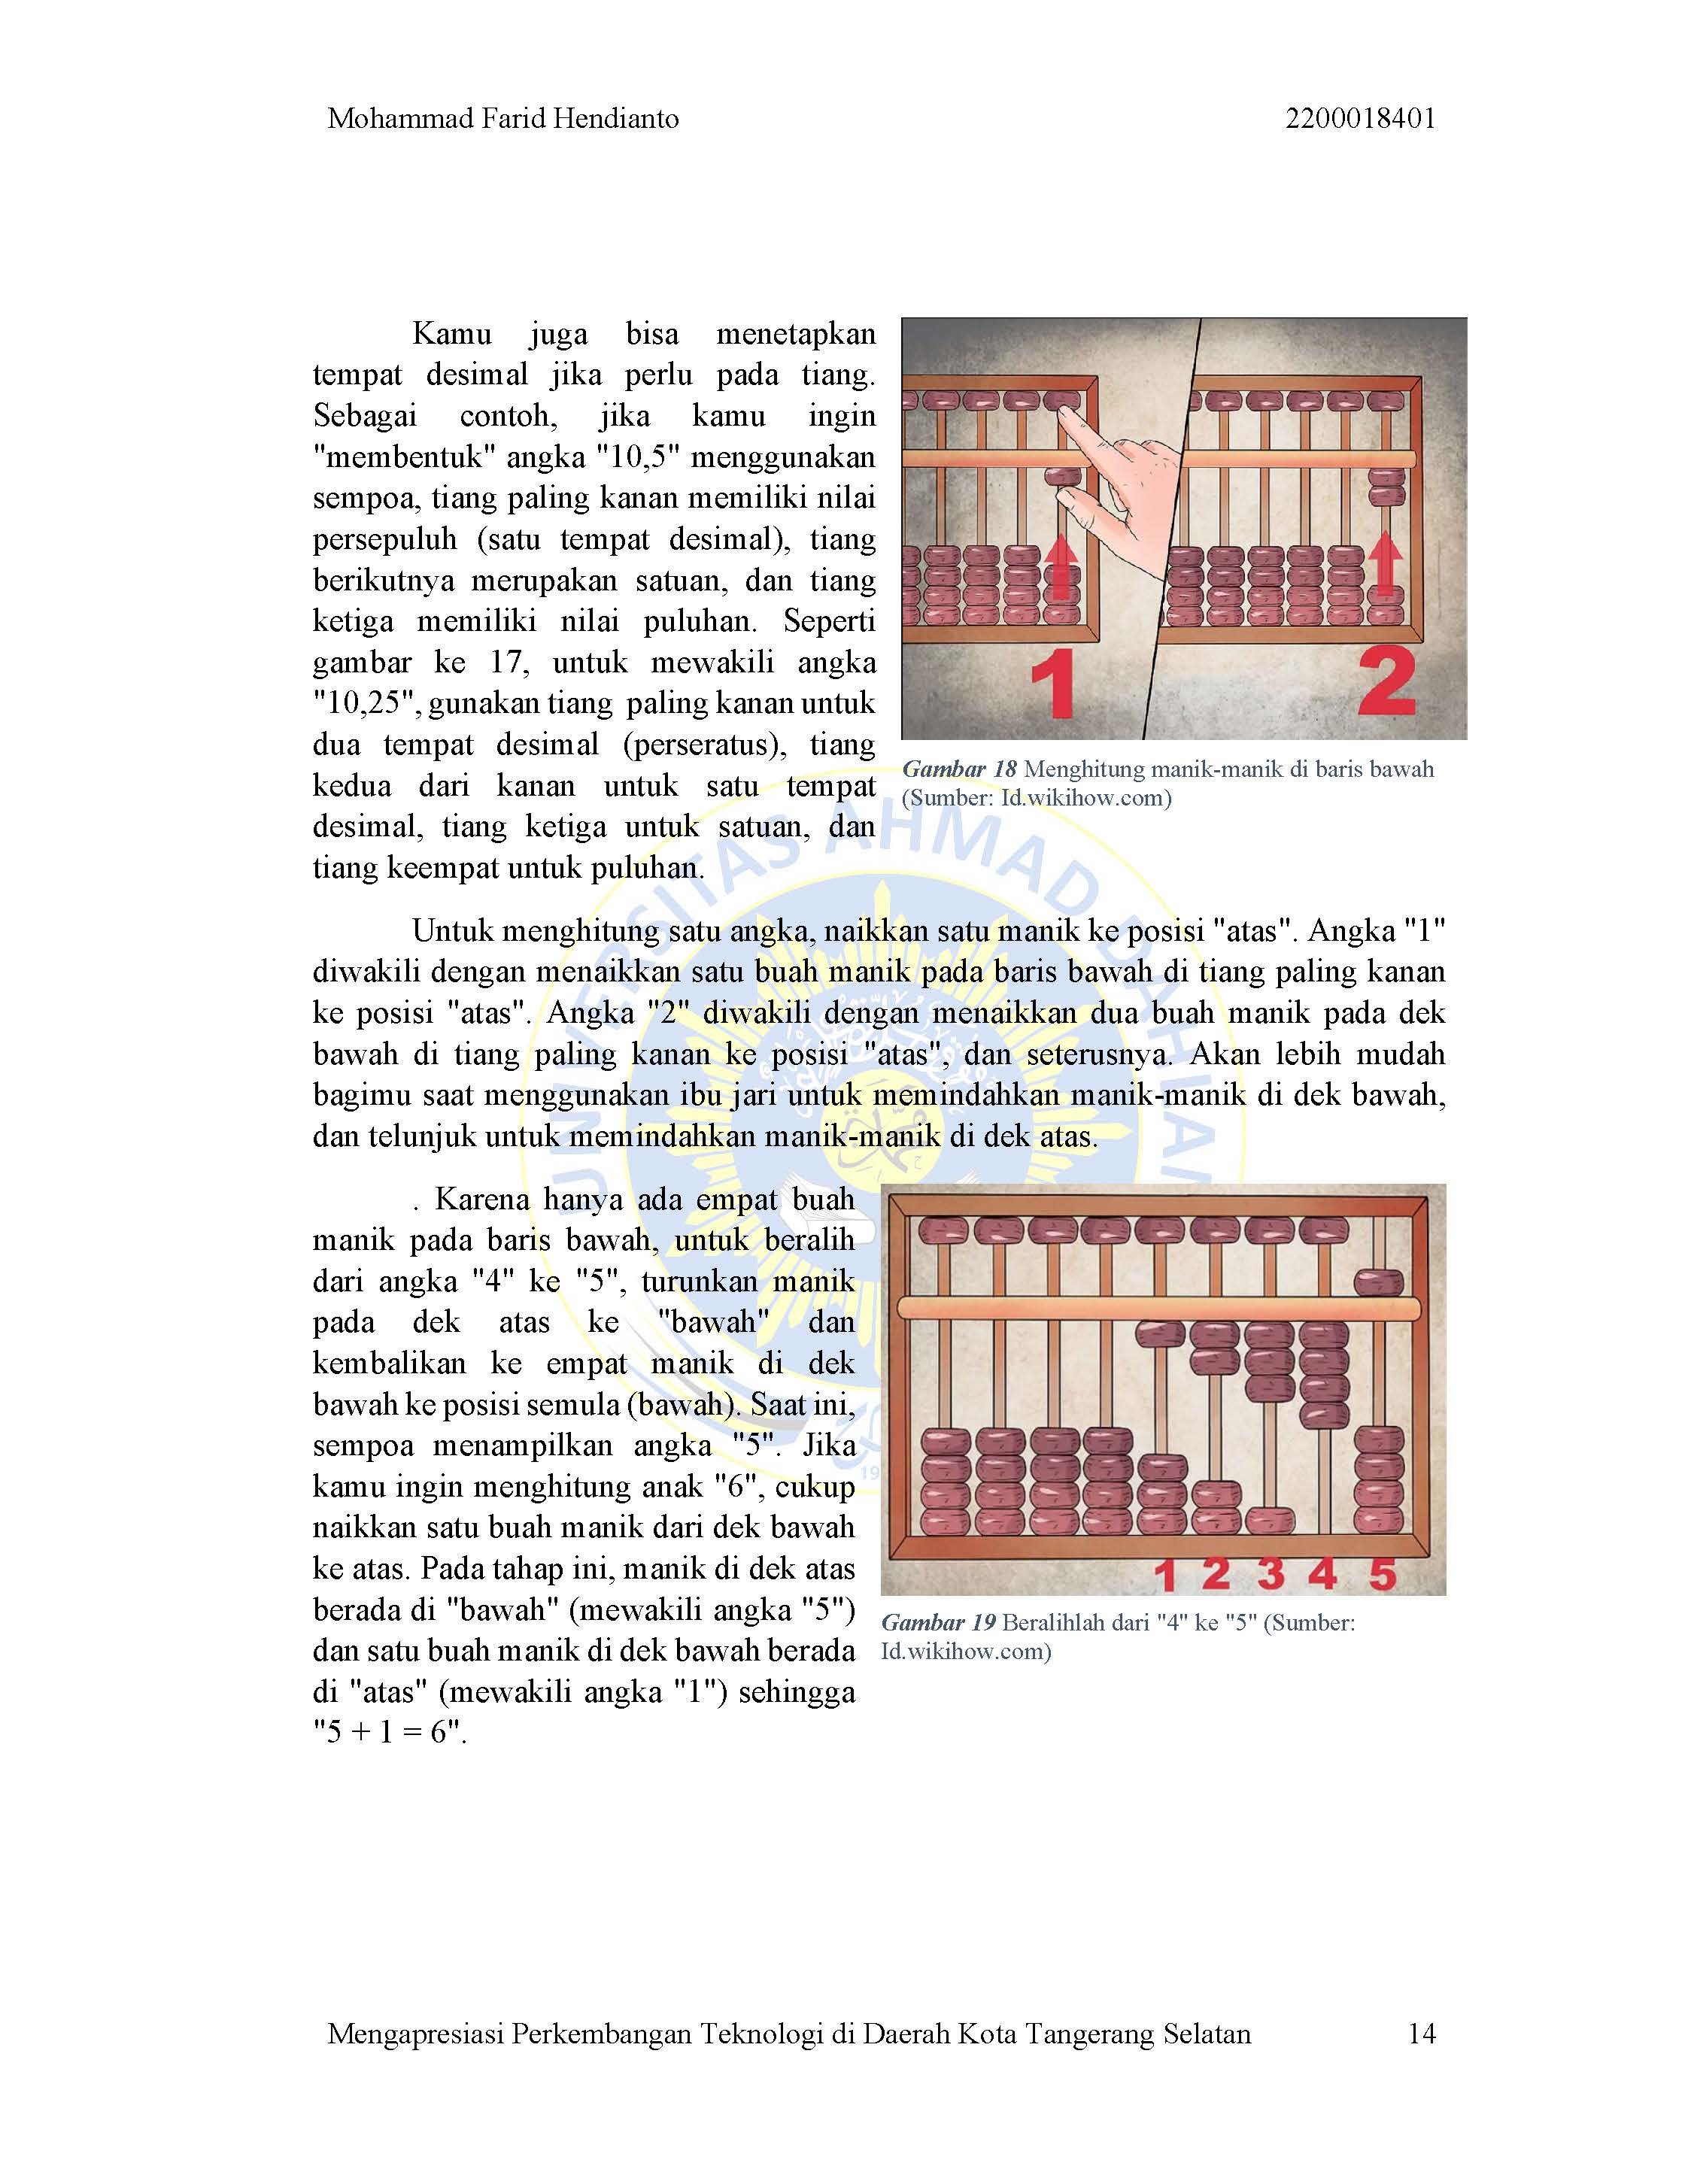 Mohammad Farid Hendianto 2200018401
Kamu juga bisa menetapkan
tempat desimal jika perlu pada tiang.
Sebagai contoh, jika kamu ingin
"membentuk" angka "10,5" menggunakan
sempoa, tiang paling kanan memiliki nilai
persepuluh (satu tempat desimal), tiang
berikutnya merupakan satuan, dan tiang
ketiga memiliki nilai puluhan. Seperti
gambar ke 17, untuk mewakili angka
"10,25", gunakan tiang paling kanan untuk
dua tempat desimal (perseratus), tiang
kedua dari kanan untuk satu tempat
desimal, tiang ketiga untuk satuan, dan
tiang keempat untuk puluhan.
1 2
Gambar 18 Menghitung manik-manik di baris bawah
(Sumber: Id.wikihow.com)
Untuk menghitung satu angka, naikkan satu manik ke posisi "atas". Angka "1"
diwakili dengan menaikkan satu buah manik pada baris bawah di tiang paling kanan
ke posisi "atas". Angka "2" diwakili dengan menaikkan dua buah manik pada dek
bawah di tiang paling kanan ke posisi "atas", dan seterusnya. Akan lebih mudah
bagimu saat menggunakan ibu jari untuk memindahkan manik-manik di dek bawah,
dan telunjuk untuk memindahkan manik-manik di dek atas.
. Karena hanya ada empat buah
manik pada baris bawah, untuk beralih
dari angka "4" ke "5", turunkan manik
pada dek atas ke "bawah" dan
kembalikan ke empat manik di dek
bawah ke posisi semula (bawah). Saat ini,
sempoa menampilkan angka "5". Jika
kamu ingin menghitung anak "6", cukup
naikkan satu buah manik dari dek bawah
ke atas. Pada tahap ini, manik di dek atas
berada di "bawah" (mewakili angka "5")
dan satu buah manik di dek bawah berada
di "atas" (mewakili angka "1") sehingga
"5 + 1 = 6".
1 2 3 4 5
Gambar 19 Beralihlah dari "4" ke "5" (Sumber:
Id.wikihow.com)
UNIVERSITAS AHMAD DAHLAN
19
Mengapresiasi Perkembangan Teknologi di Daerah Kota Tangerang Selatan 14